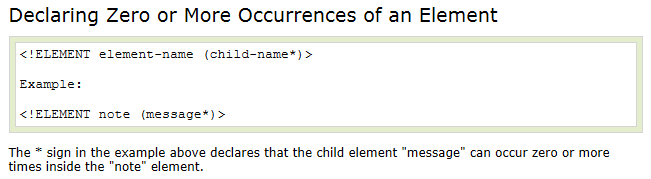 Declaring Zero or More Occurrences of an Element
<!ELEMENT element-name (child-name*)>
Example:
<!ELEMENT note (message*)>
The * sign in the example above declares that the child element "message" can occur zero or more
times inside the "note" element.